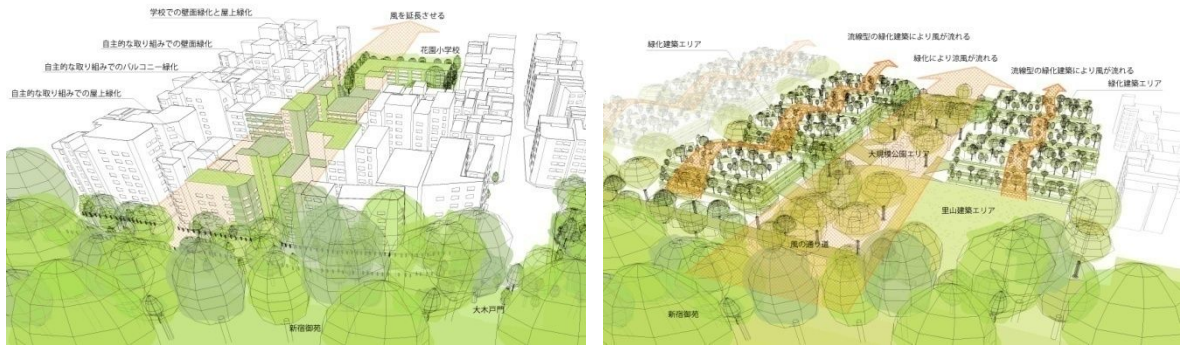 学校での壁面緑化と屋上緑化
風を延長させる
自主的な取り組みでの壁面緑化
花園小学校
自主的な取り組みでのバルコニー緑化
自主的な取り組みでの屋上緑化
大木戸門
新宿御苑
緑化建築エリア
流線型の緑化建築により風が流れる
緑化により涼風が流れる
流線型の緑化建築により風が流れる
緑化建築エリア
大規模公園エリア
里山建築エリア
風の通り道
新宿御苑